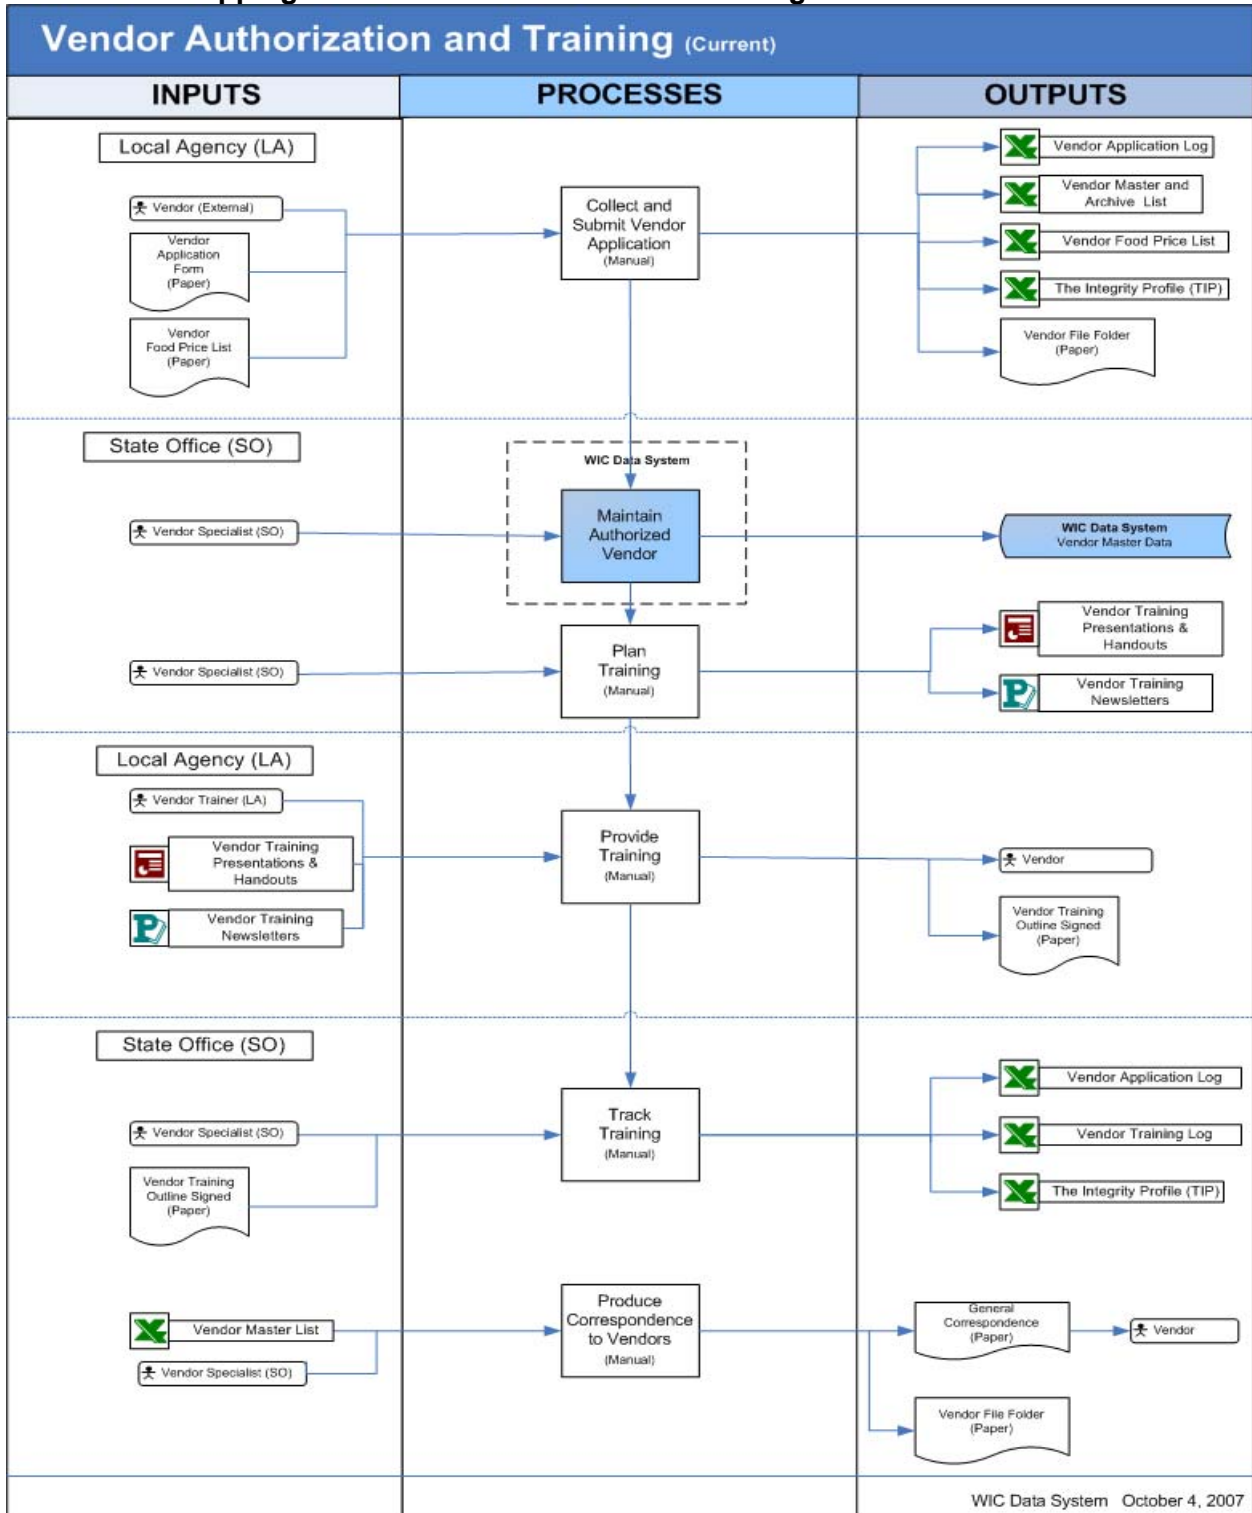 Vendor Authorization and Training (Current)
INPUTS
PROCESSES
OUTPUTS
Local Agency (LA)
Vendor (External)
Vendor
Application
Form
(Paper)
Vendor
Food Price List
(Paper)
Collect and
Submit Vendor
Application
(Manual)
Vendor Application Log
Vendor Master and
Archive List
Vendor Food Price List
The Integrity Profile (TIP)
Vendor File Folder
(Paper)
State Office (SO)
WIC Data System
Vendor Specialist (SO)
Maintain
Authorized
Vendor
WIC Data System
Vendor Master Data
Vendor Specialist (SO)
Plan
Training
(Manual)
Vendor Training
Presentations &
Handouts
Vendor Training
Newsletters
Local Agency (LA)
Vendor Trainer (LA)
Vendor Training
Presentations &
Handouts
Vendor Training
Newsletters
Provide
Training
(Manual)
Vendor
Vendor Training
Outline Signed
(Paper)
State Office (SO)
Vendor Specialist (SO)
Vendor Training
Outline Signed
(Paper)
Track
Training
(Manual)
Vendor Application Log
Vendor Training Log
The Integrity Profile (TIP)
Vendor Master List
Vendor Specialist (SO)
Produce
Correspondence
to Vendors
(Manual)
General
Correspondence
(Paper)
Vendor
Vendor File Folder
(Paper)
WIC Data System October 4, 2007